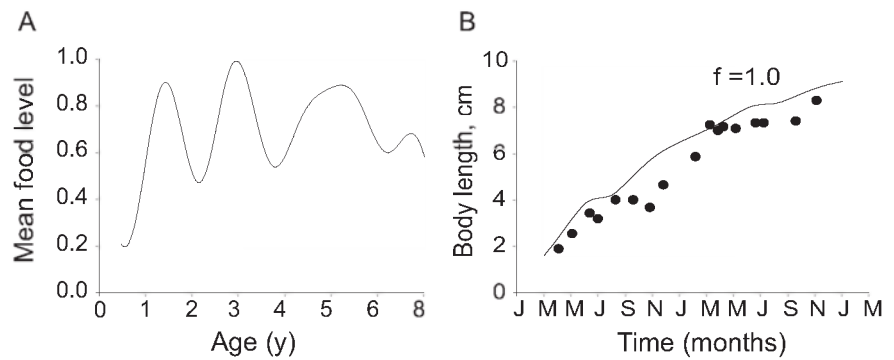 A
Mean food level
1.0
0.8
0.6
0.4
0.2
0.0
0 1 2 3 4 5 6 7 8
Age (y)
B
Body length, cm
10
8
6
4
2
0
f =1.0
J M M J S N J M M J S N J M
Time (months)